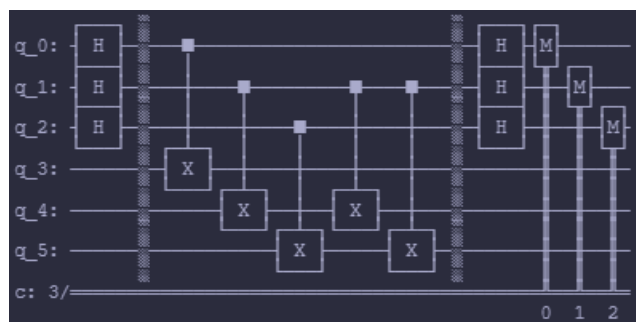 q_0: H H M
q_1: H H M
q_2: H H M
q_3: X
q_4: X X
q_5: X X
c: 3/
0 1 2